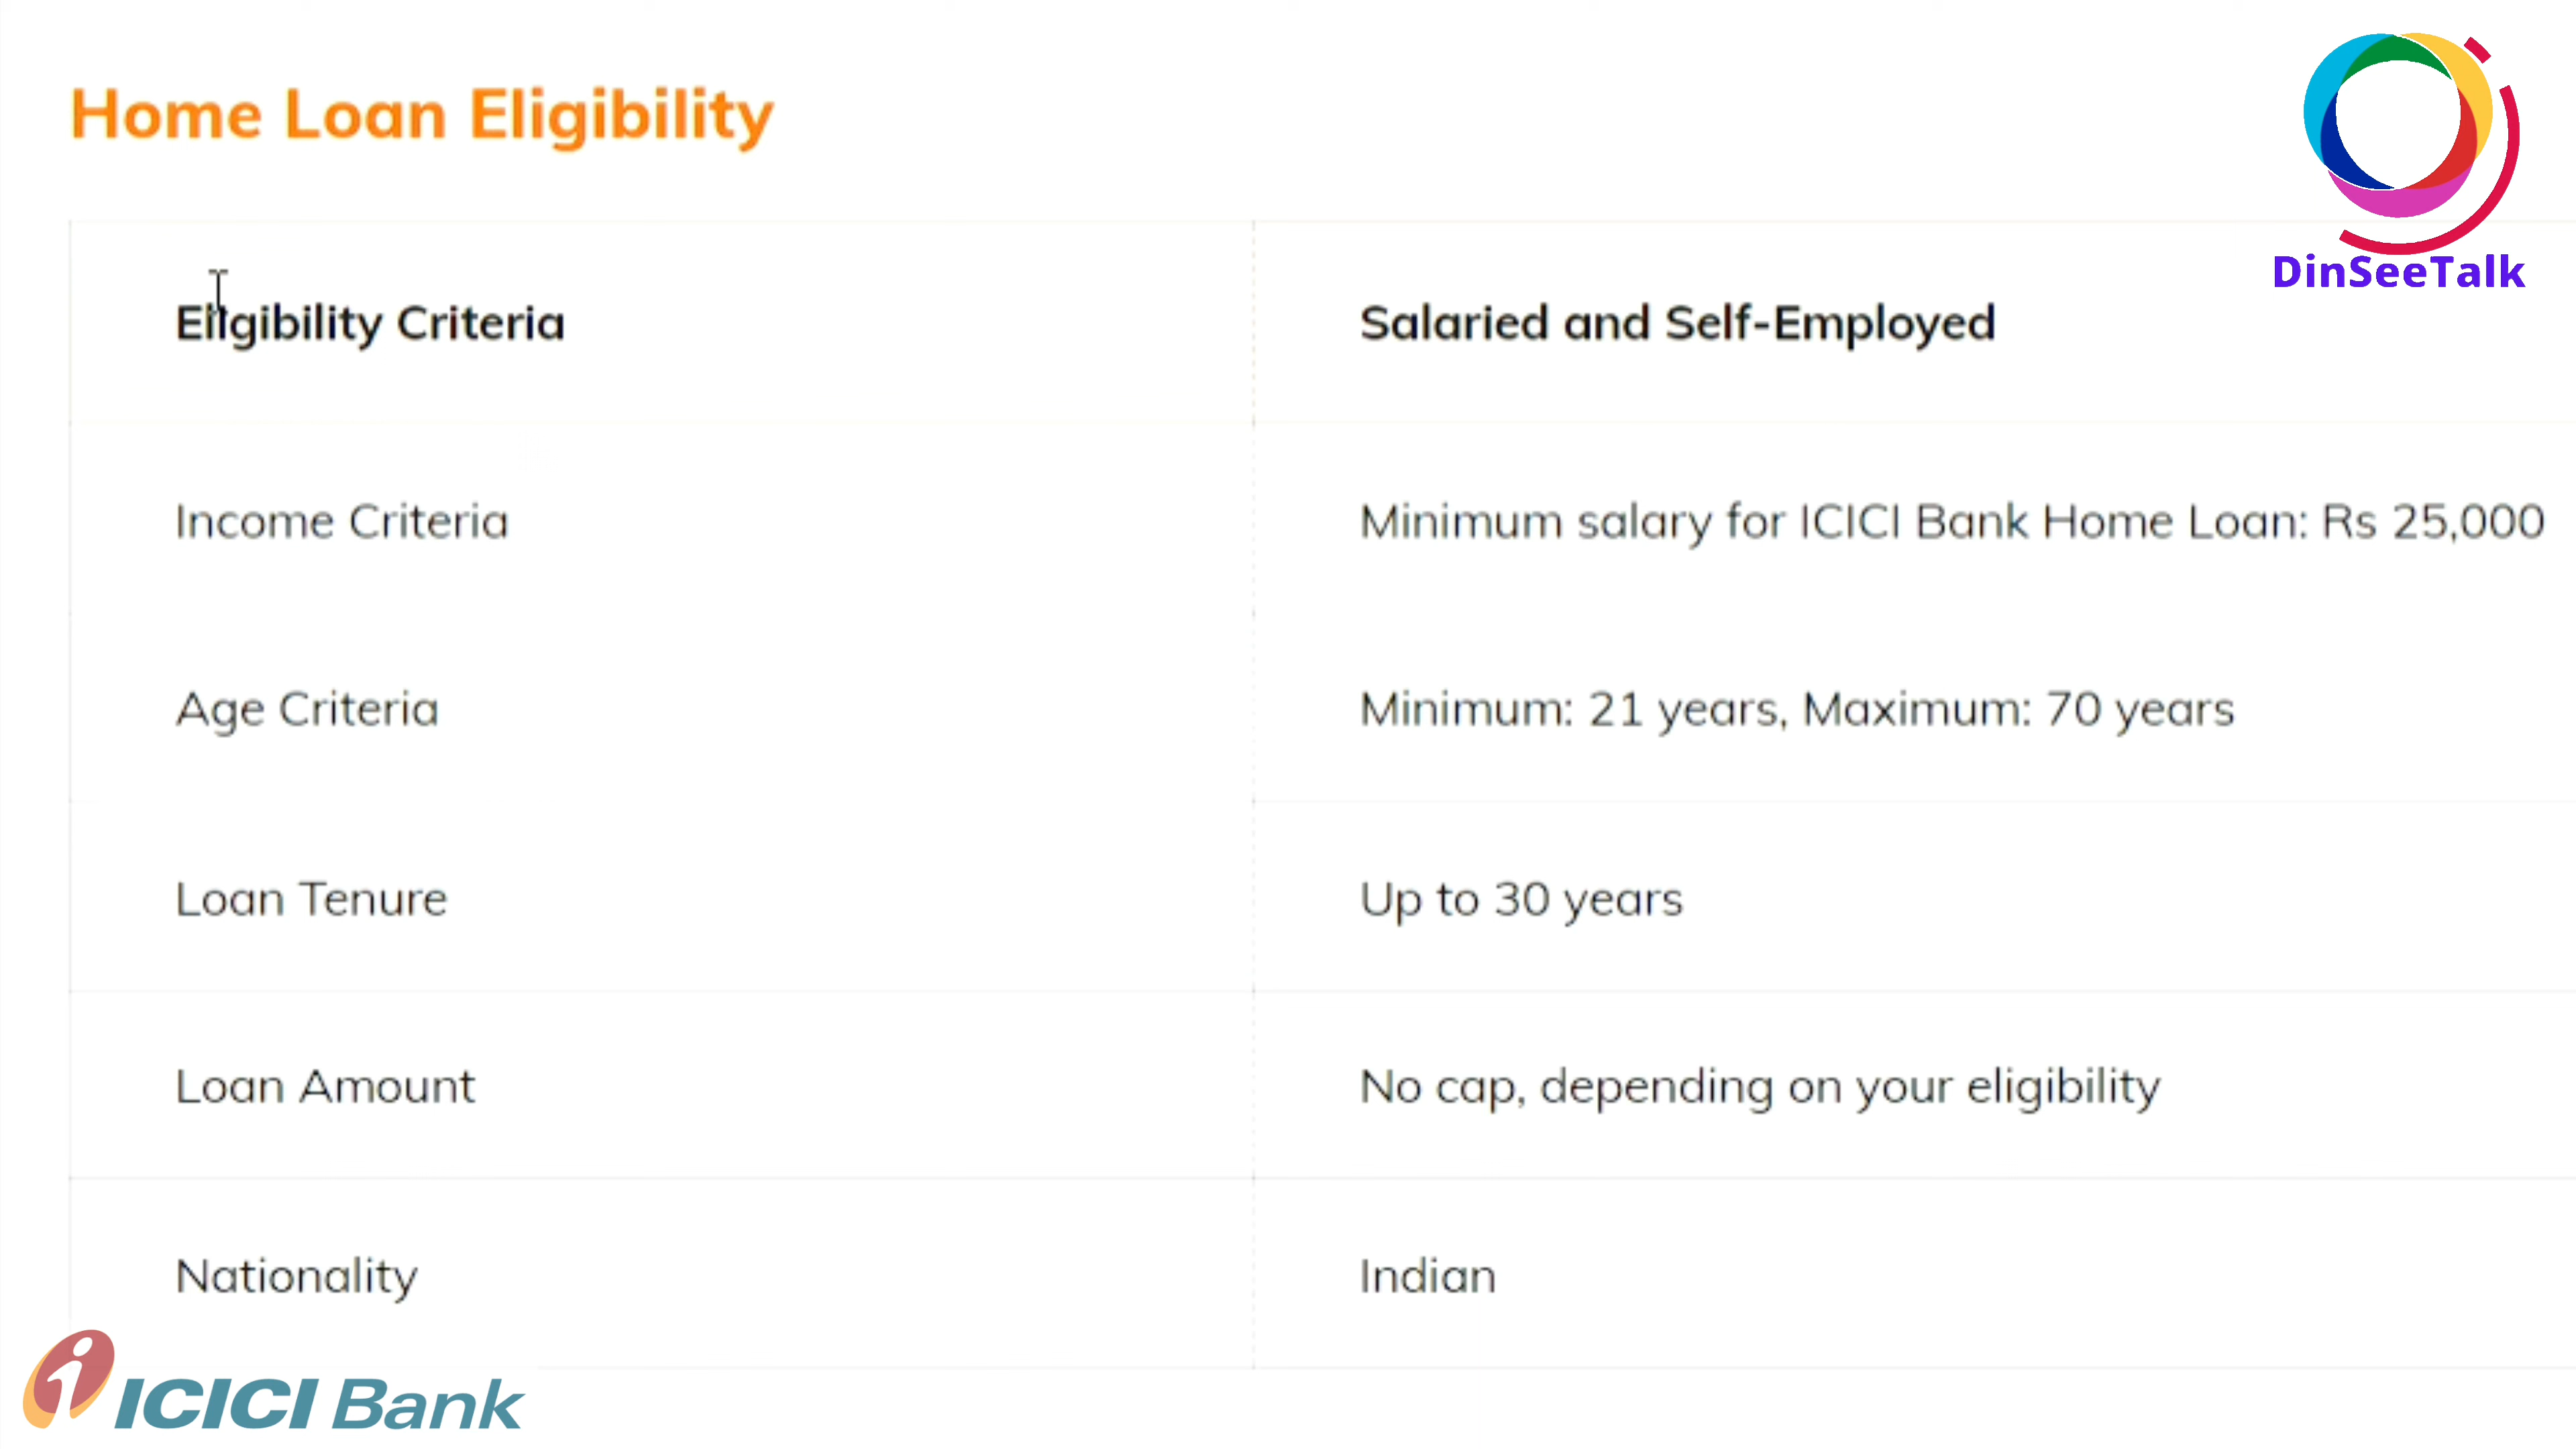 Home Loan Eligibility
DinSeeTalk
Eligibility Criteria
Salaried and Self-Employed
Income Criteria
Minimum salary for ICICI Bank Home Loan: Rs 25,000
Age Criteria
Minimum: 21 years, Maximum: 70 years
Loan Tenure
Up to 30 years
Loan Amount
No cap, depending on your eligibility
Nationality
Indian
ICICI Bank